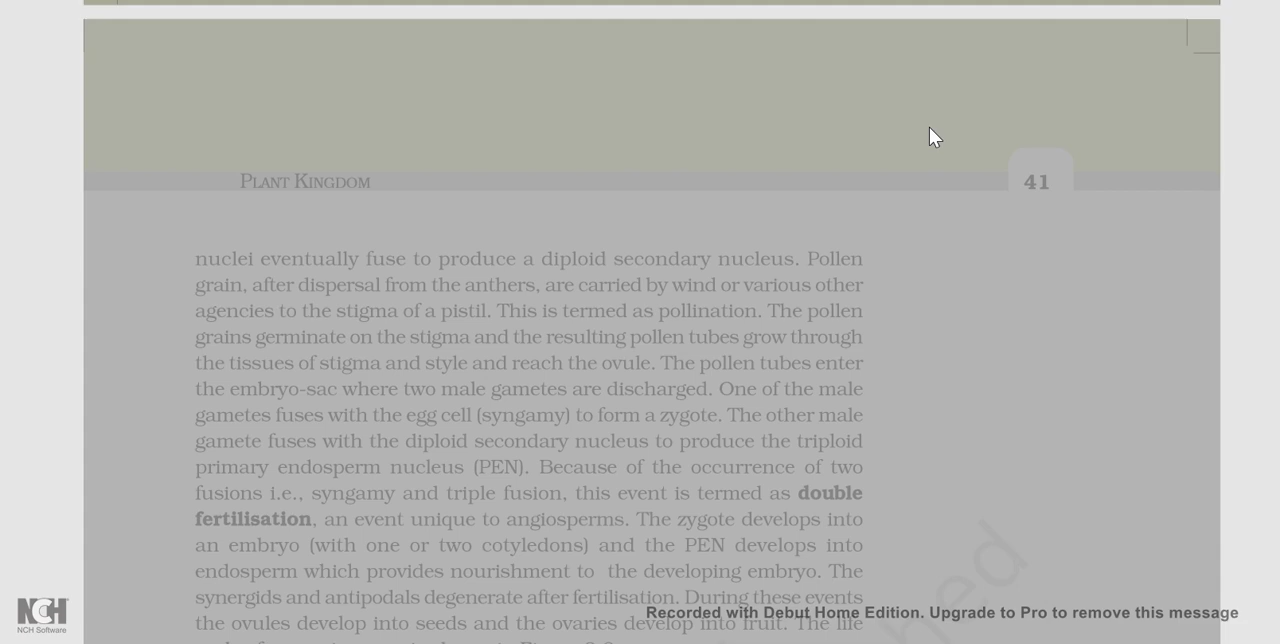 PLANT KINGDOM
41
nuclei eventually fuse to produce a diploid secondary nucleus. Pollen
grain, after dispersal from the anthers, are carried by wind or various other
agencies to the stigma of a pistil. This is termed as pollination. The pollen
grains germinate on the stigma and the resulting pollen tubes grow through
the tissues of stigma and style and reach the ovule. The pollen tubes enter
the embryo-sac where two male gametes are discharged. One of the male
gametes fuses with the egg cell (syngamy) to form a zygote. The other male
gamete fuses with the diploid secondary nucleus to produce the triploid
primary endosperm nucleus (PEN). Because of the occurrence of two
fusions i.e., syngamy and triple fusion, this event is termed as double
fertilisation, an event unique to angiosperms. The zygote develops into
an embryo (with one or two cotyledons) and the PEN develops into
endosperm which provides nourishment to the developing embryo. The
synergids and antipodals degenerate after fertilisation. During these events
the ovules develop into seeds and the ovaries develop into fruit. The life
NCH
NCH Software
Recorded with Debut Home Edition. Upgrade to Pro to remove this message